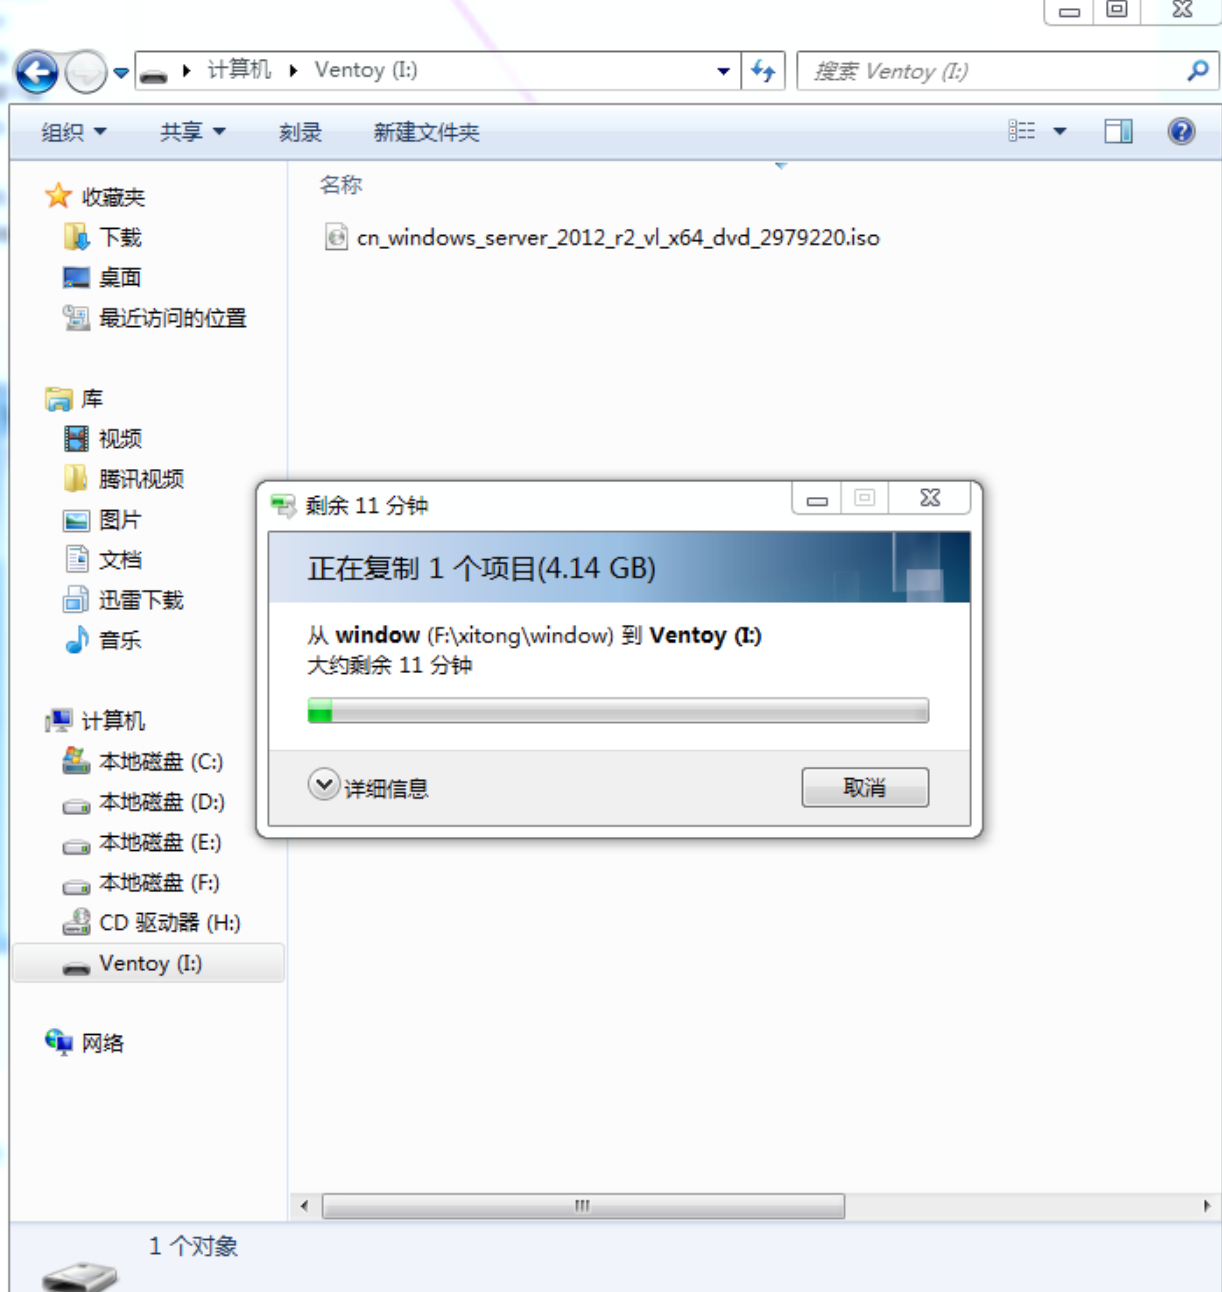 计算机 Ventoy (I:)
搜索 Ventoy (I:)
组织 共享 刻录 新建文件夹
收藏夹
下载
桌面
最近访问的位置
库
视频
腾讯视频
图片
文档
迅雷下载
音乐
计算机
本地磁盘 (C:)
本地磁盘 (D:)
本地磁盘 (E:)
本地磁盘 (F:)
CD 驱动器 (H:)
Ventoy (I:)
网络
名称
cn_windows_server_2012_r2_vl_x64_dvd_2979220.iso
剩余 11 分钟
正在复制 1 个项目(4.14 GB)
从 window (F:\xitong\window) 到 Ventoy (I:)
大约剩余 11 分钟
详细信息
取消
1 个对象